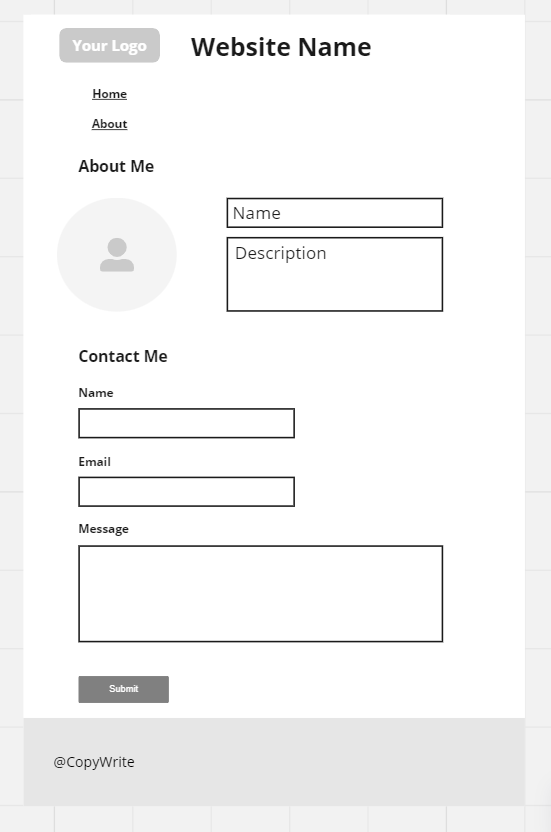 Your Logo
Website Name
Home
About
About Me
Name
Description
Contact Me
Name
Email
Message
Submit
@CopyWrite